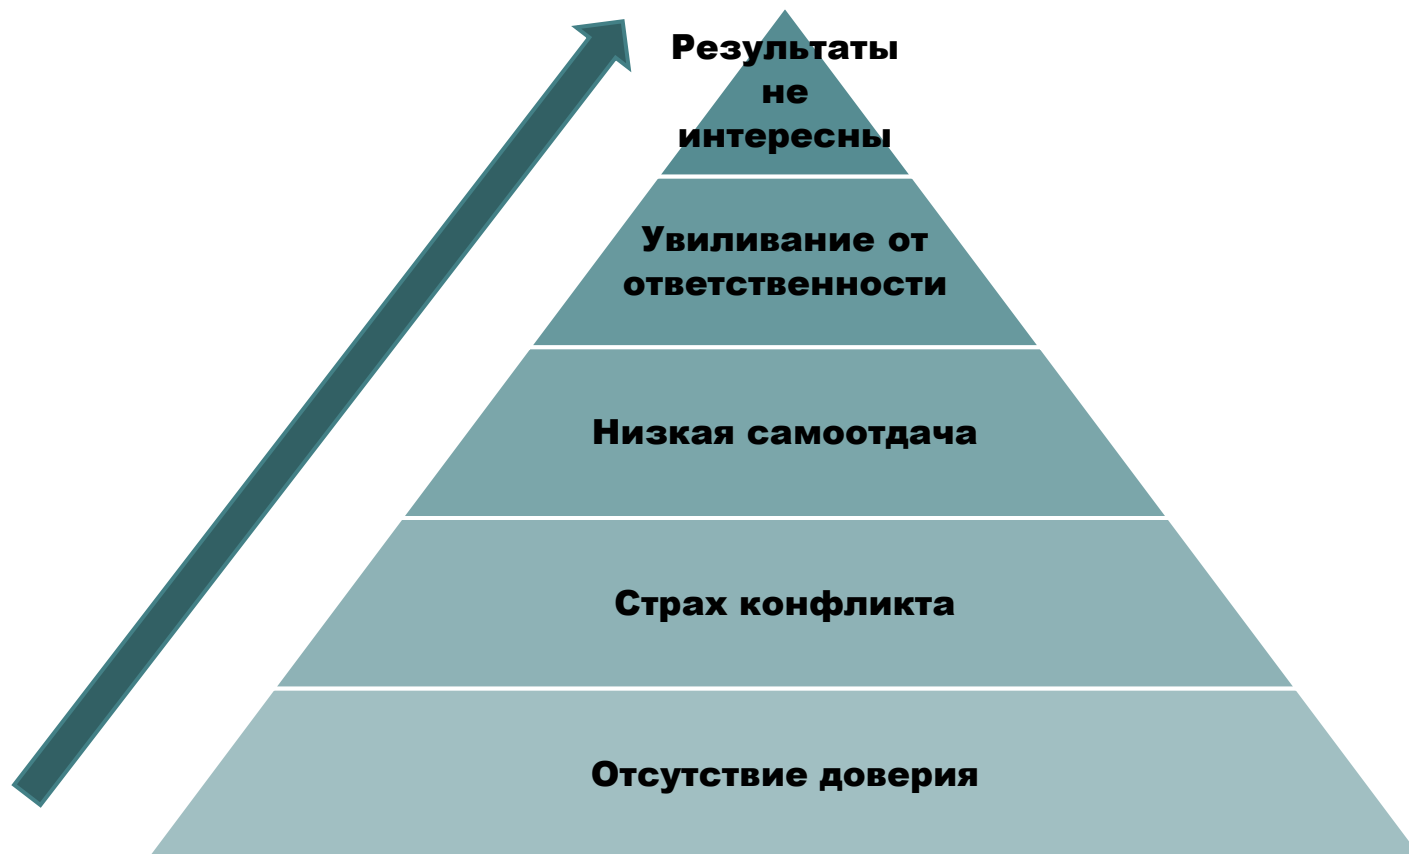 Результаты
не
интересны
Увиливание от
ответственности
Низкая самоотдача
Страх конфликта
Отсутствие доверия